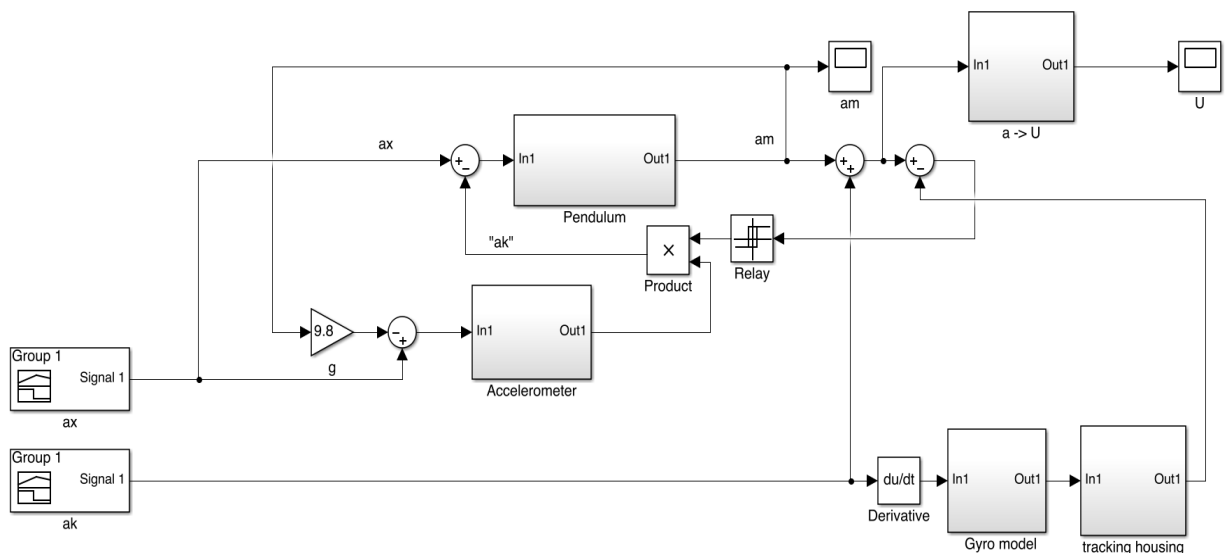 In1
Out1
a -> U
am
U
ax
+
−
In1
Out1
Pendulum
am
+
+
+
−
"ak"
×
Product
Relay
9.8
g
−
+
In1
Out1
Accelerometer
Group 1
Signal 1
ax
Group 1
Signal 1
ak
du/dt
Derivative
In1
Out1
Gyro model
In1
Out1
tracking housing